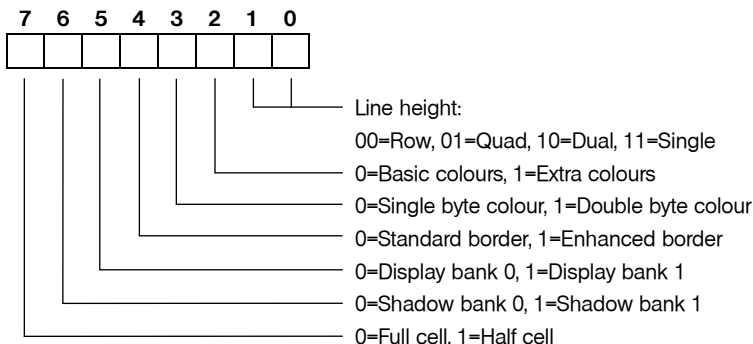 7 6 5 4 3 2 1 0
Line height:
00=Row, 01=Quad, 10=Dual, 11=Single
0=Basic colours, 1=Extra colours
0=Single byte colour, 1=Double byte colour
0=Standard border, 1=Enhanced border
0=Display bank 0, 1=Display bank 1
0=Shadow bank 0, 1=Shadow bank 1
0=Full cell, 1=Half cell